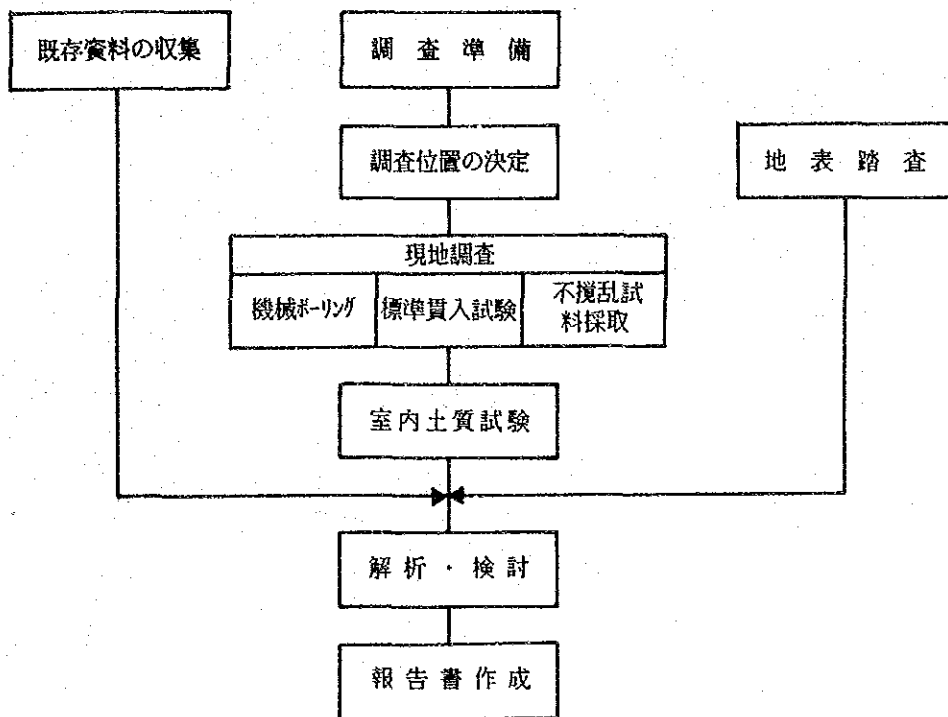 既存資料の収集
調査準備
調査位置の決定
地表踏査
現地調査
機械ボーリング
標準貫入試験
不撹乱試
料採取
室内土質試験
解析・検討
報告書作成